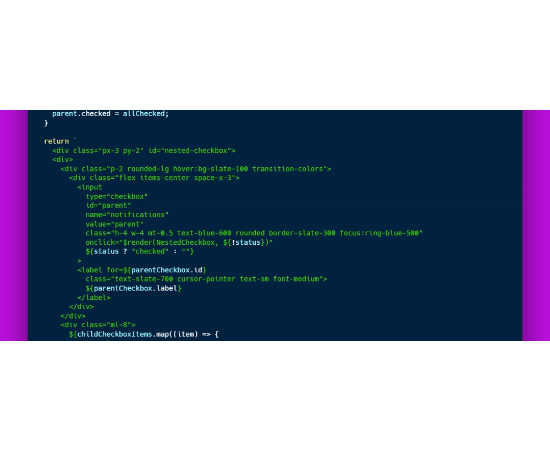 parent.checked = allChecked;
}
return `
<div class="px-3 py-2" id="nested-checkbox">
<div>
<div class="p-2 rounded-lg hover:bg-slate-100 transition-colors">
<div class="flex items-center space-x-3">
<input
type="checkbox"
id="parent"
name="notifications"
value="parent"
class="h-4 w-4 mt-0.5 text-blue-600 rounded border-slate-300 focus:ring-blue-500"
onclick="$render(NestedCheckbox, ${!status})"
${status ? "checked" : ""}
>
<label for=${parentCheckbox.id}
class="text-slate-700 cursor-pointer text-sm font-medium">
${parentCheckbox.label}
</label>
</div>
</div>
<div class="ml-8">
${childCheckboxItems.map((item) => {